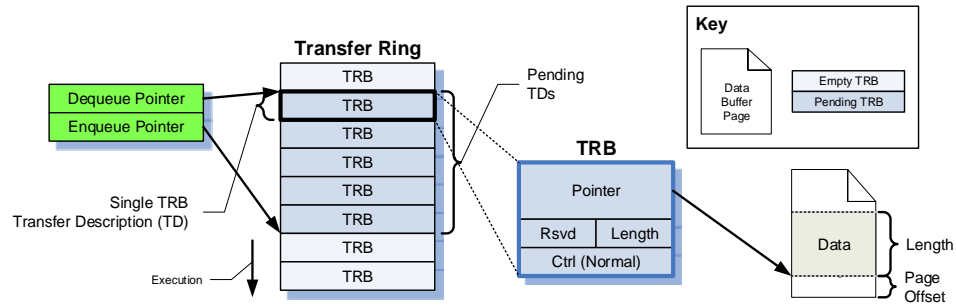 Transfer Ring
Dequeue Pointer
Enqueue Pointer
TRB
TRB
TRB
TRB
TRB
TRB
TRB
TRB
Single TRB
Transfer Description (TD)
Execution
Pending
TDs
TRB
Pointer
Rsvd
Length
Ctrl (Normal)
Key
Data
Buffer
Page
Empty TRB
Pending TRB
Data
Length
Page
Offset